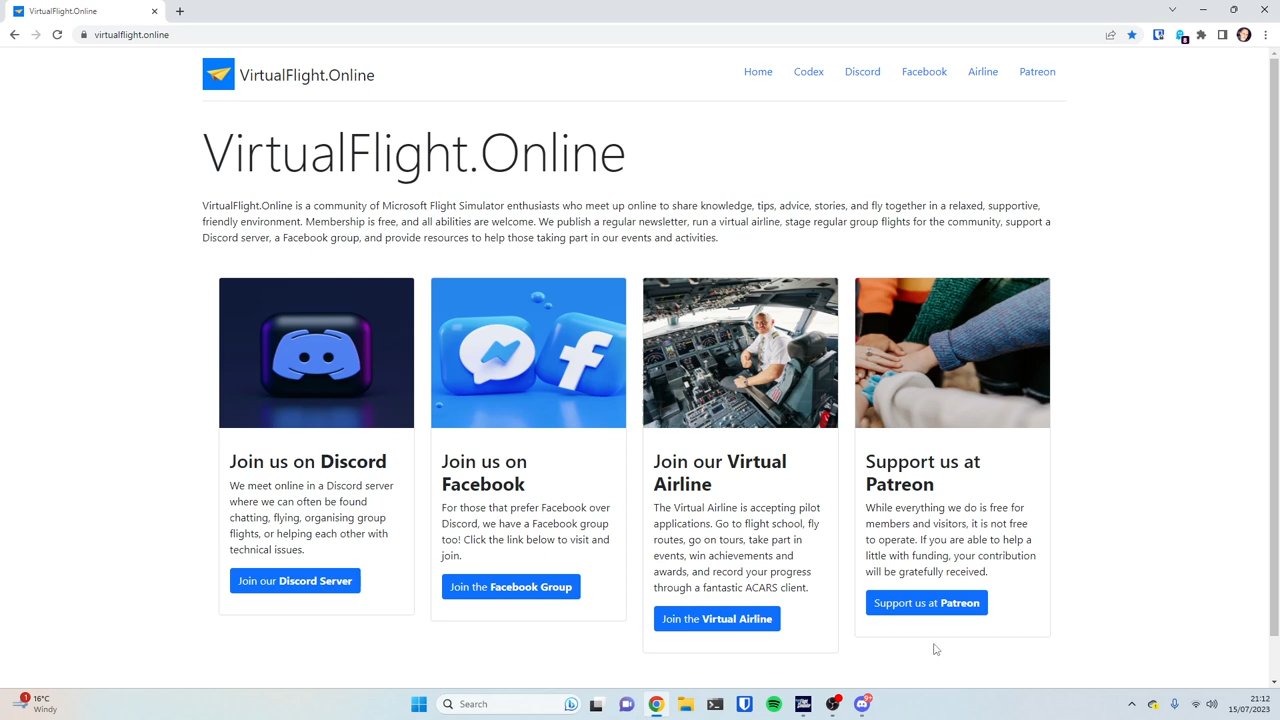 VirtualFlight.Online
virtualflight.online
VirtualFlight.Online
Home Codex Discord Facebook Airline Patreon
VirtualFlight.Online
VirtualFlight.Online is a community of Microsoft Flight Simulator enthusiasts who meet up online to share knowledge, tips, advice, stories, and fly together in a relaxed, supportive,
friendly environment. Membership is free, and all abilities are welcome. We publish a regular newsletter, run a virtual airline, stage regular group flights for the community, support a
Discord server, a Facebook group, and provide resources to help those taking part in our events and activities.
Join us on Discord
We meet online in a Discord server
where we can often be found
chatting, flying, organising group
flights, or helping each other with
technical issues.
Join our Discord Server
Join us on
Facebook
For those that prefer Facebook over
Discord, we have a Facebook group
too! Click the link below to visit and
join.
Join the Facebook Group
Join our Virtual
Airline
The Virtual Airline is accepting pilot
applications. Go to flight school, fly
routes, go on tours, take part in
events, win achievements and
awards, and record your progress
through a fantastic ACARS client.
Join the Virtual Airline
Support us at
Patreon
While everything we do is free for
members and visitors, it is not free
to operate. If you are able to help a
little with funding, your contribution
will be gratefully received.
Support us at Patreon
1
16°C
Windy
Search
21:12
15/07/2023